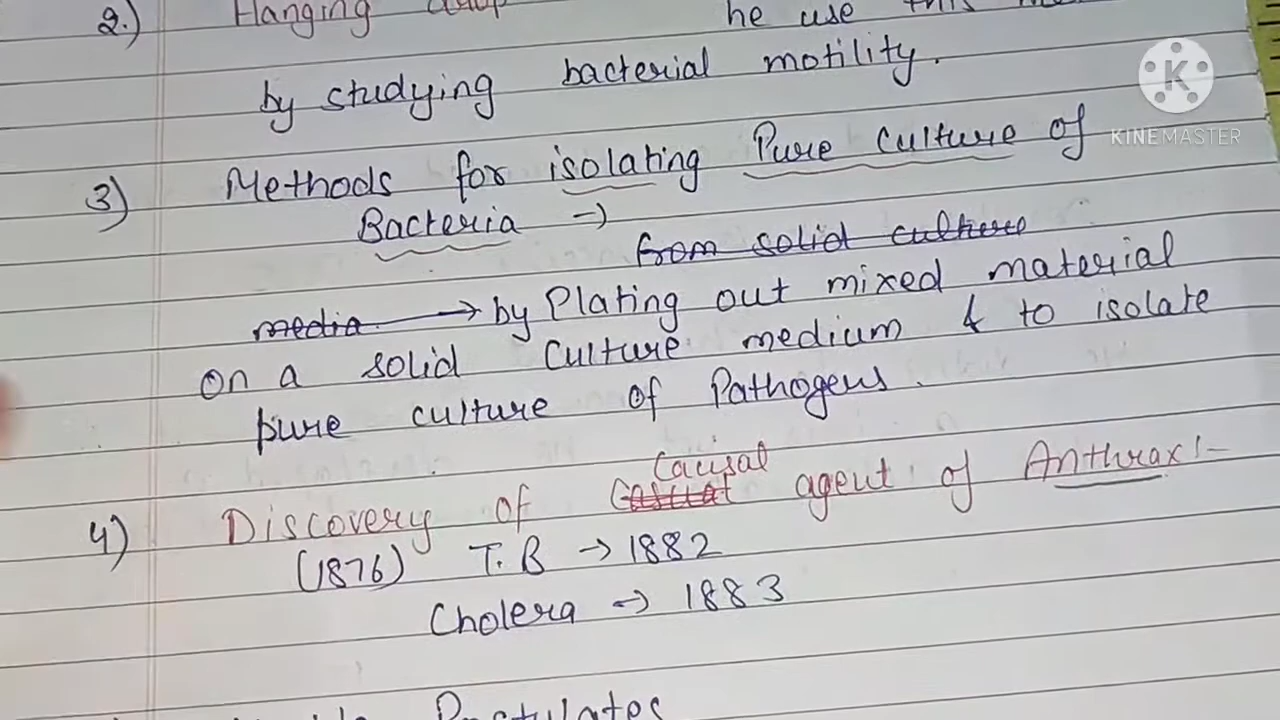 2.) Hanging he use this
by studying bacterial motility.
KINEMASTER
3) Methods for isolating Pure culture of
Bacteria →
from solid culture
media → by Plating out mixed material
on a solid culture medium & to isolate
pure culture of Pathogens.
Causal
4) Discovery of agent of Anthrax:-
(1876) T.B → 1882
Cholera → 1883
Postulates